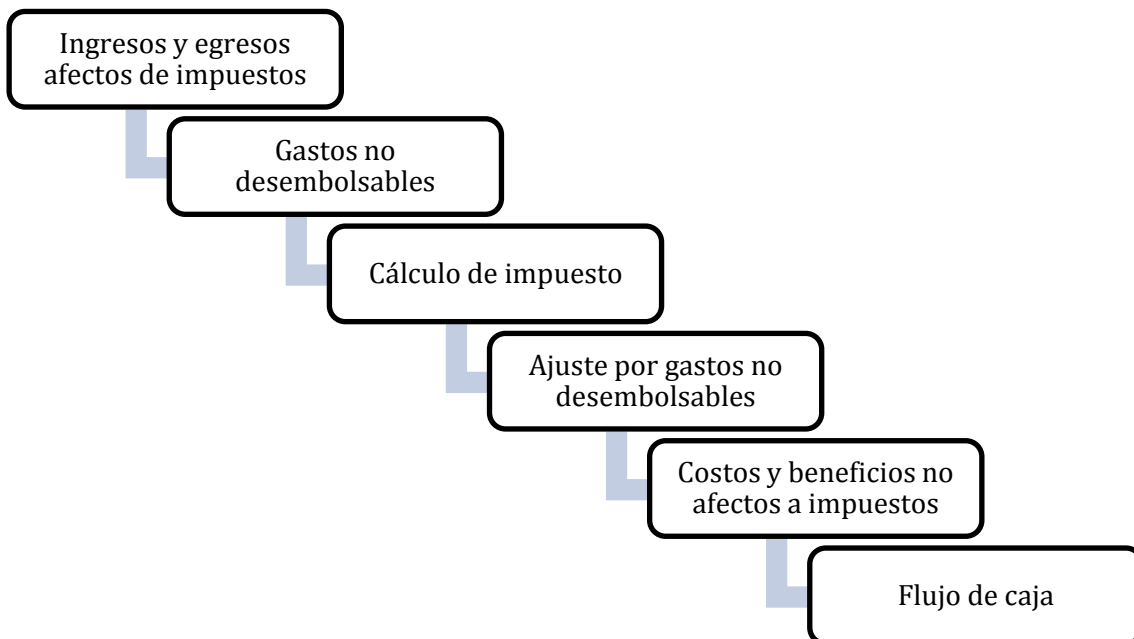 Ingresos y egresos
afectos de impuestos
Gastos no
desembolsables
Cálculo de impuesto
Ajuste por gastos no
desembolsables
Costos y beneficios no
afectos a impuestos
Flujo de caja